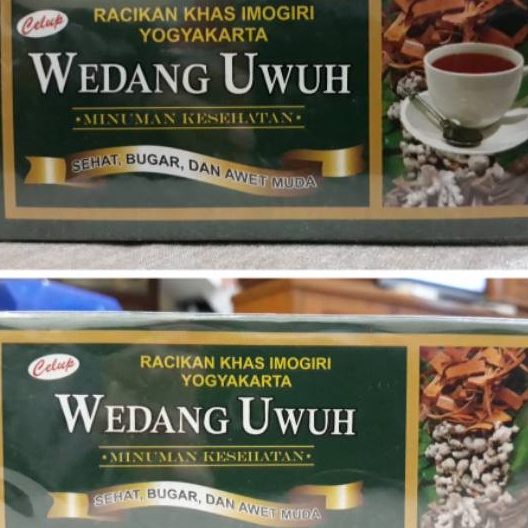 Celup
RACIKAN KHAS IMOGIRI
YOGYAKARTA
WEDANG UWUH
•MINUMAN KESEHATAN•
SEHAT, BUGAR, DAN AWET MUDA
Celup
RACIKAN KHAS IMOGIRI
YOGYAKARTA
WEDANG UWUH
•MINUMAN KESEHATAN•
SEHAT, BUGAR, DAN AWET MUDA